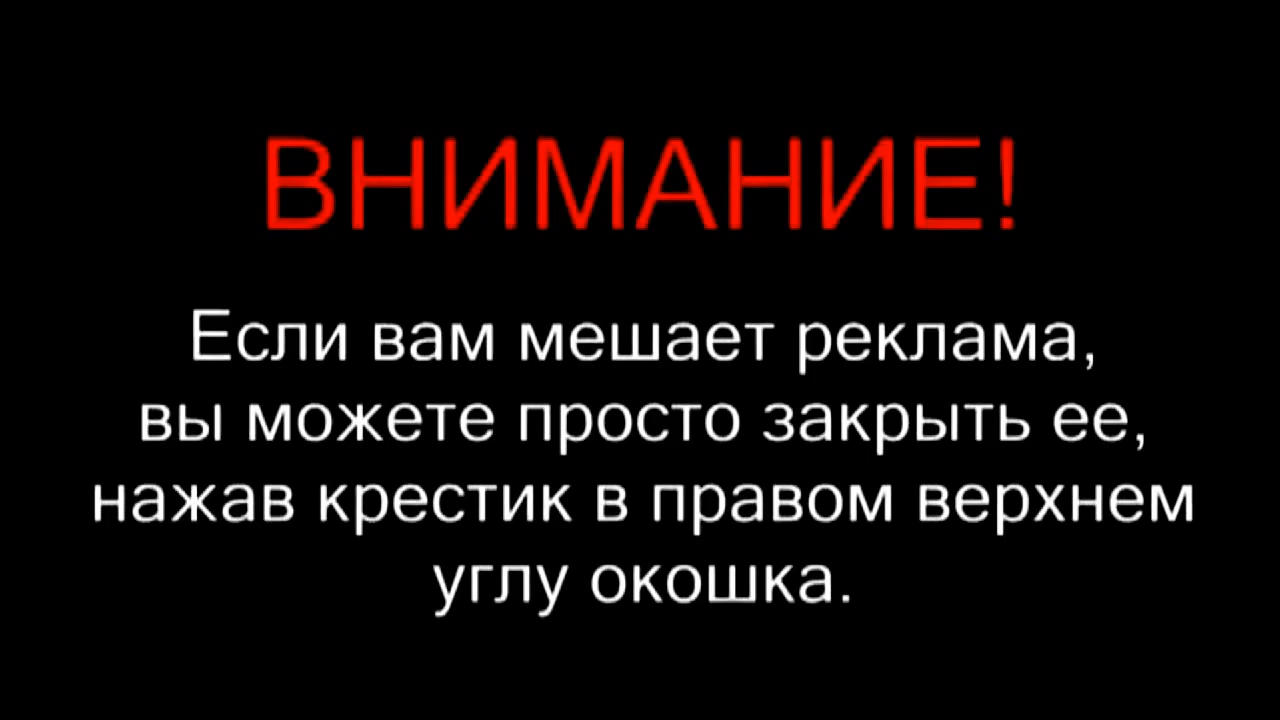 ВНИМАНИЕ!
Если вам мешает реклама,
вы можете просто закрыть ее,
нажав крестик в правом верхнем
углу окошка.